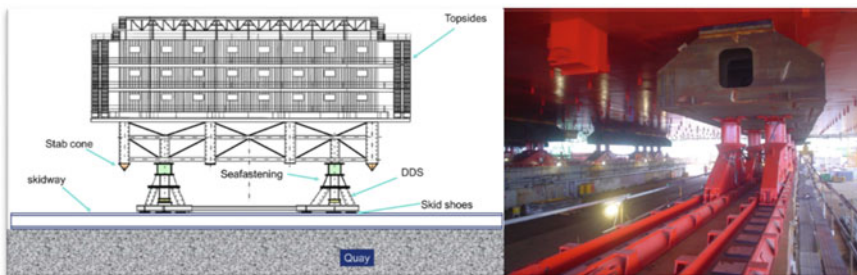 Topsides
Stab cone
skidway
Seafastening
DDS
Skid shoes
Quay